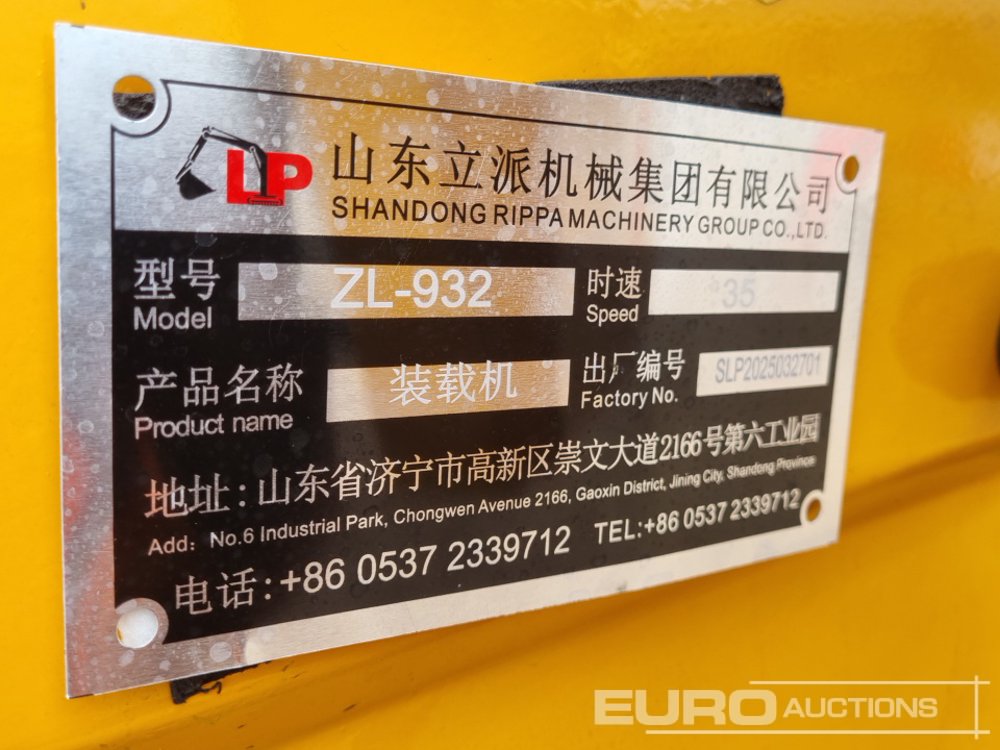 LP 山东立派机械集团有限公司
SHANDONG RIPPA MACHINERY GROUP CO.,LTD.
型号 ZL-932 时速 35
Model Speed
产品名称 装载机 出厂编号 SLP2025032701
Product name Factory No.
地址:山东省济宁市高新区崇文大道2166号第六工业园
Add: No.6 Industrial Park, Chongwen Avenue 2166, Gaoxin District, Jining City, Shandong Province
电话:+86 0537 2339712 TEL:+86 0537 2339712
EURO AUCTIONS